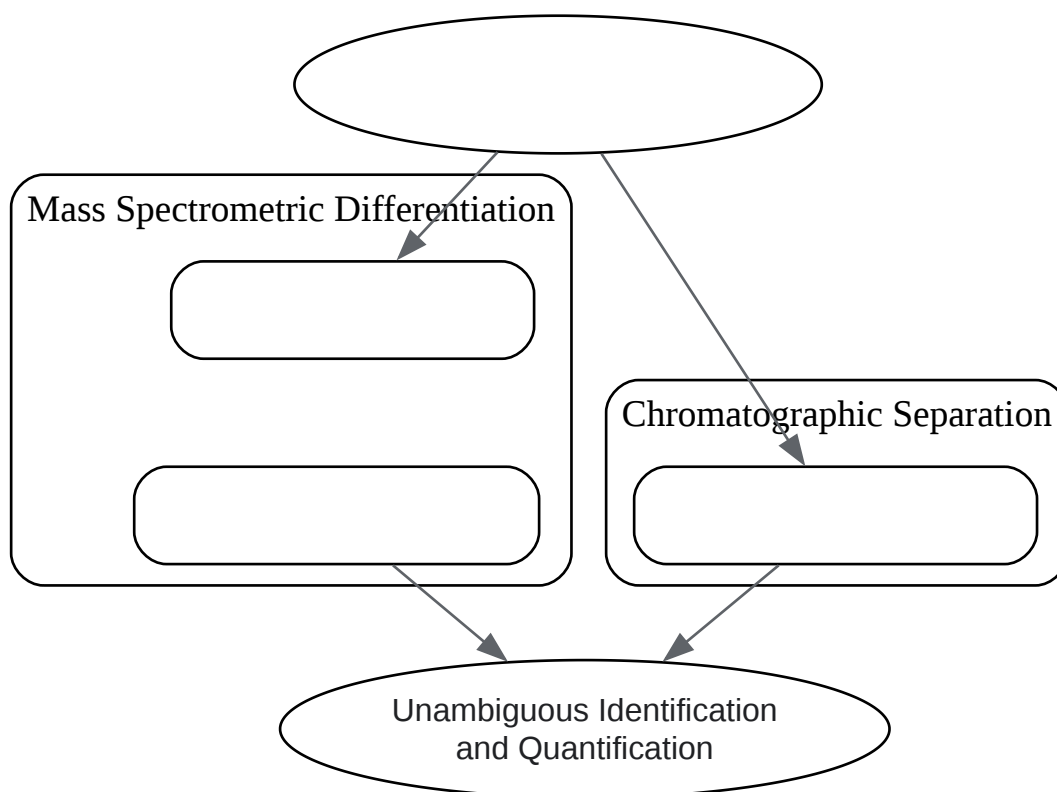 Mass Spectrometric Differentiation
Chromatographic Separation
Unambiguous Identification
and Quantification